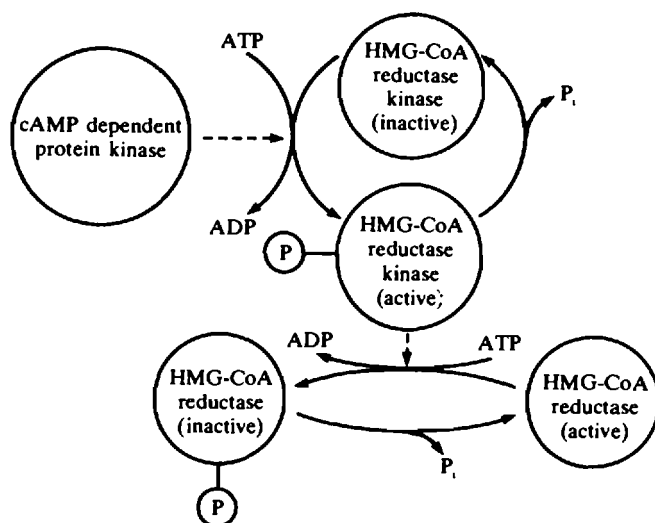 ATP
HMG-CoA
reductase
kinase
(inactive)
Pi
cAMP dependent
protein kinase
ADP
HMG-CoA
reductase
kinase
(active)
P
ADP
ATP
HMG-CoA
reductase
(inactive)
HMG-CoA
reductase
(active)
Pi
P